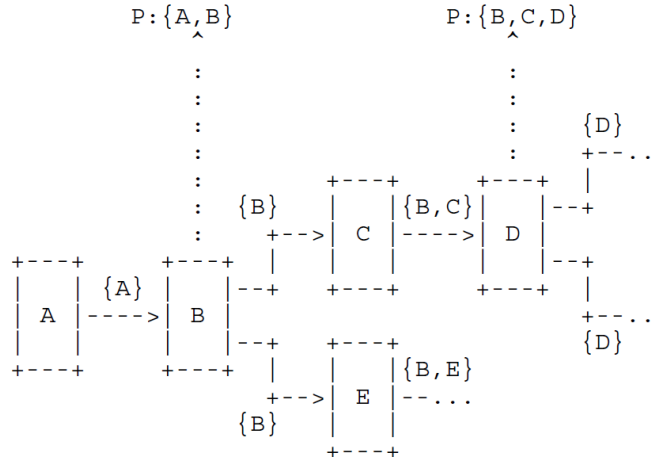 P:{A,B} P:{B,C,D}
{D}
{B} {B,C}
C D
{A}
A B
{D}
{B,E}
E
{B}